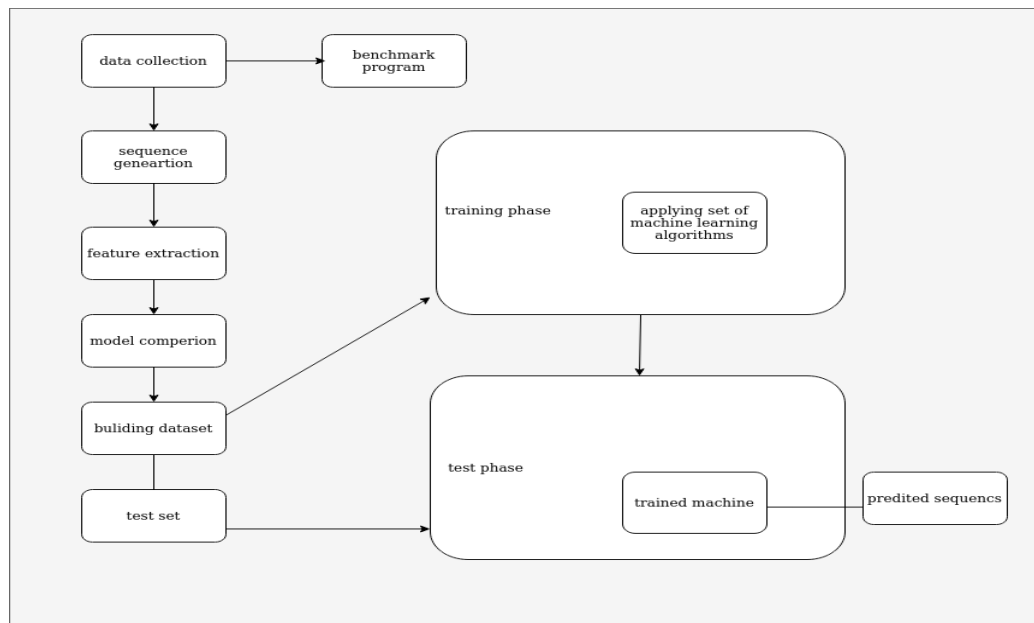 data collection
benchmark
program
sequence
geneartion
training phase
applying set of
machine learning
algorithms
feature extraction
model comperion
buliding dataset
test phase
test set
trained machine
predited sequencs